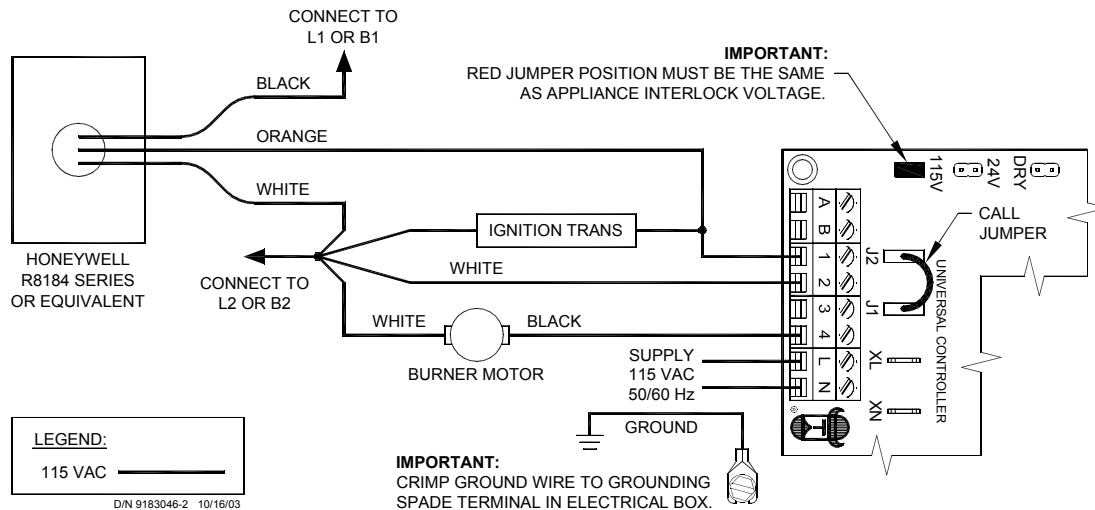 CONNECT TO
L1 OR B1
BLACK
ORANGE
WHITE
HONEYWELL
R8184 SERIES
OR EQUIVALENT
CONNECT TO
L2 OR B2
IGNITION TRANS
WHITE
WHITE
BLACK
BURNER MOTOR
IMPORTANT:
RED JUMPER POSITION MUST BE THE SAME
AS APPLIANCE INTERLOCK VOLTAGE.
115V
24V
DRY
CALL
JUMPER
A
B
1
2
3
4
L
N
J2
J1
UNIVERSAL CONTROLLER
XL
XN
SUPPLY
115 VAC
50/60 Hz
GROUND
IMPORTANT:
CRIMP GROUND WIRE TO GROUNDING
SPADE TERMINAL IN ELECTRICAL BOX.
LEGEND:
115 VAC
D/N 9183046-2 10/16/03